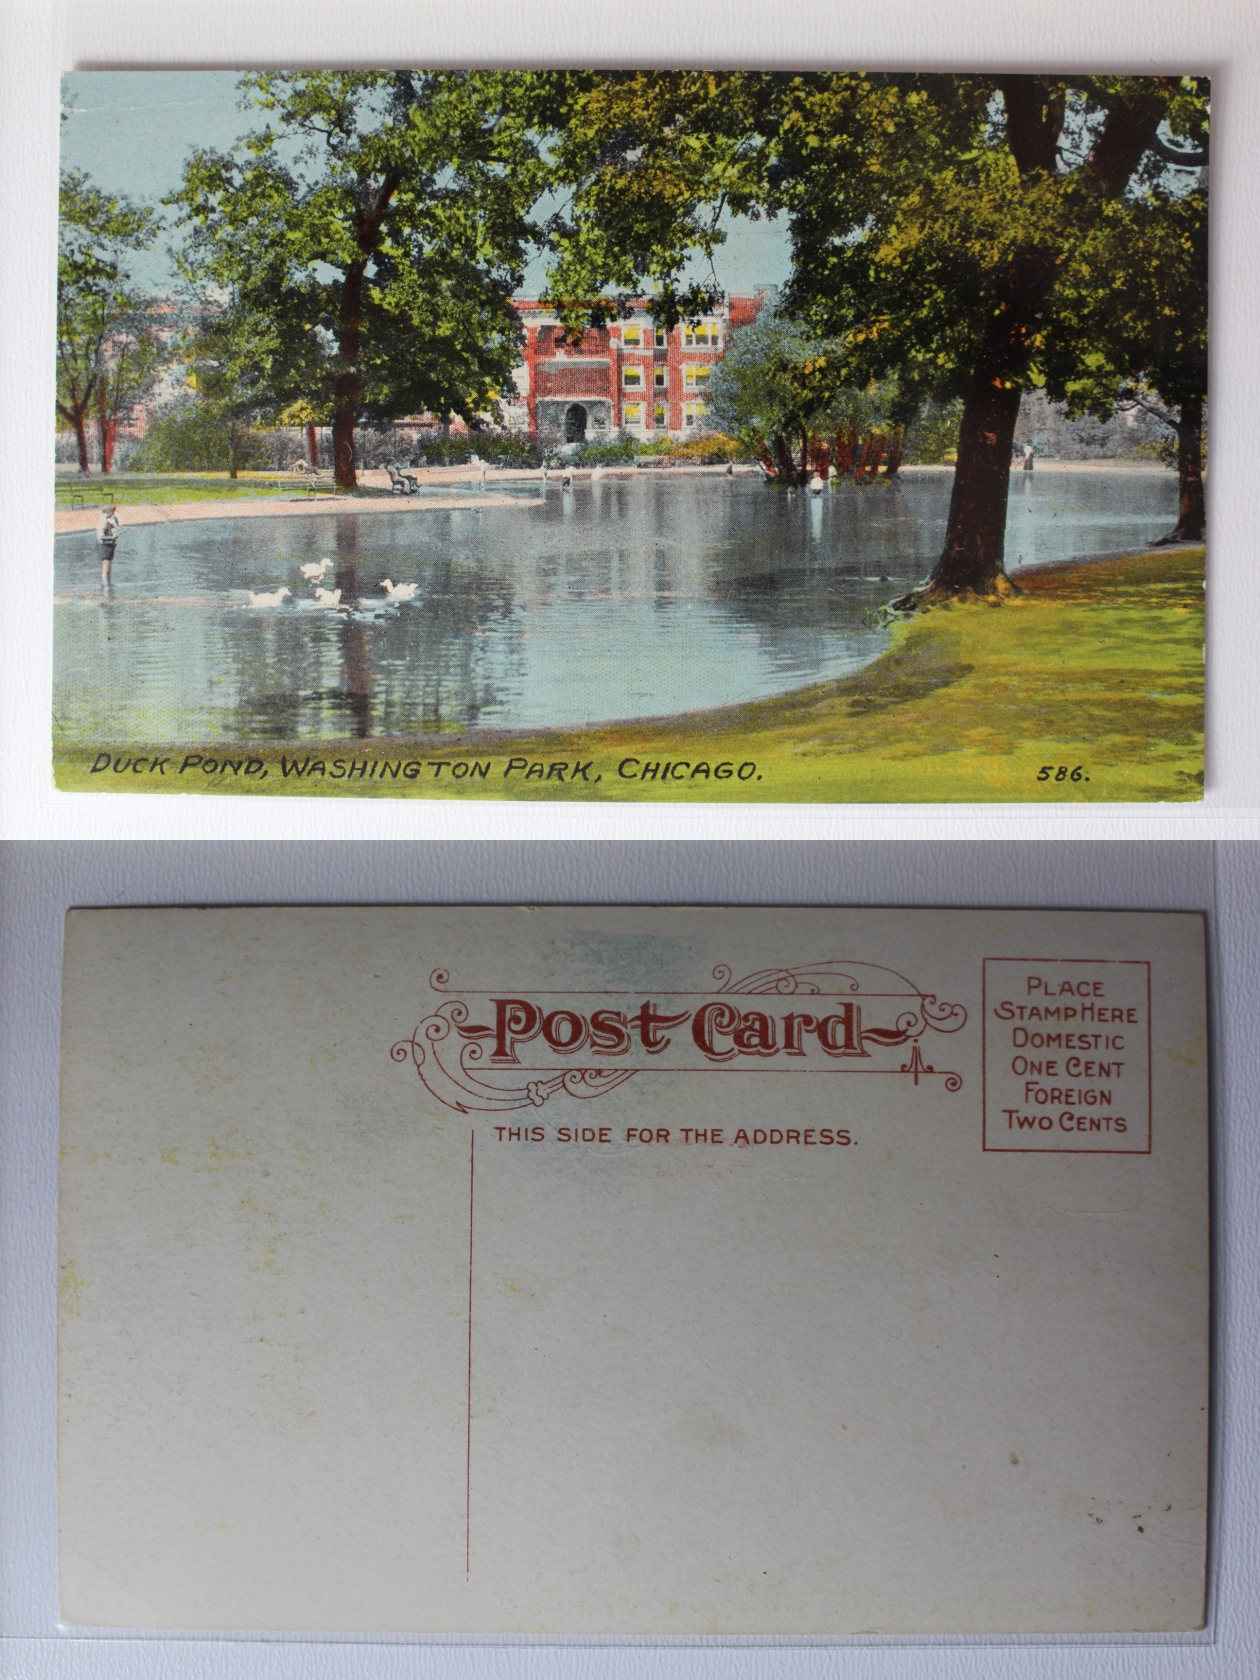 DUCK POND, WASHINGTON PARK, CHICAGO. 586.
Post Card
THIS SIDE FOR THE ADDRESS.
PLACE
STAMP HERE
DOMESTIC
ONE CENT
FOREIGN
TWO CENTS